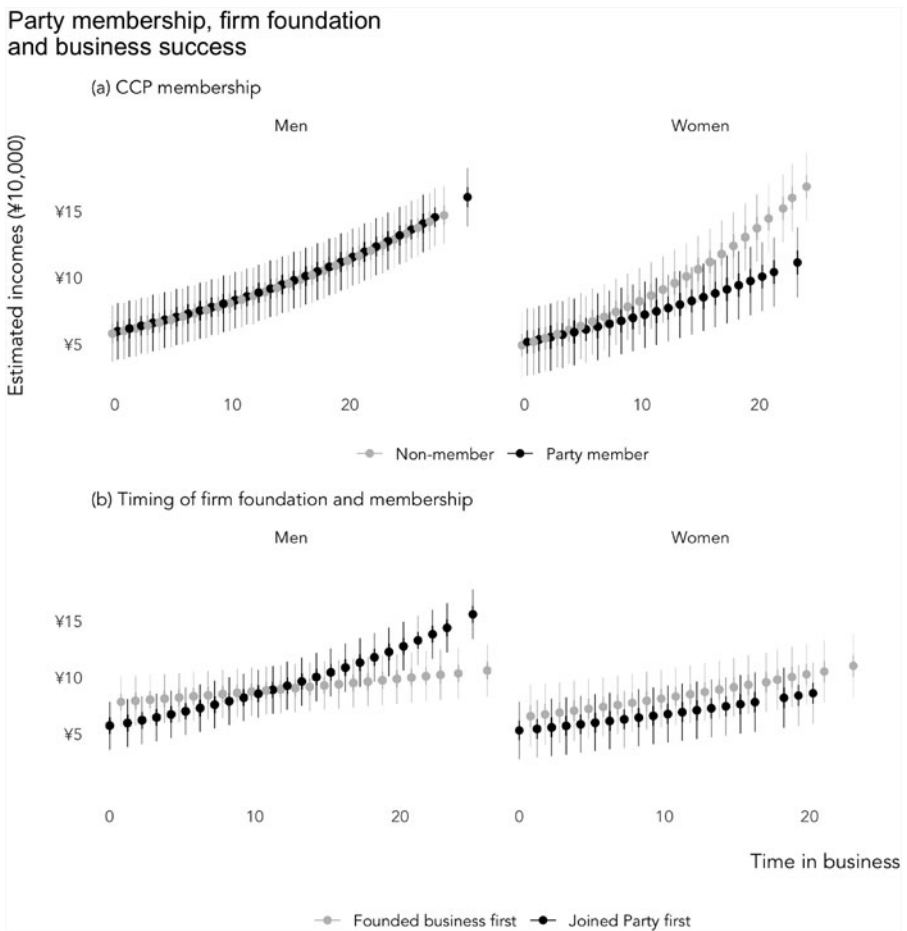 Party membership, firm foundation
and business success
(a) CCP membership
Men
Women
Estimated incomes (¥10,000)
¥15
¥10
¥5
0 10 20
0 10 20
Non-member Party member
(b) Timing of firm foundation and membership
Men
Women
¥15
¥10
¥5
0 10 20
0 10 20
Time in business
Founded business first Joined Party first